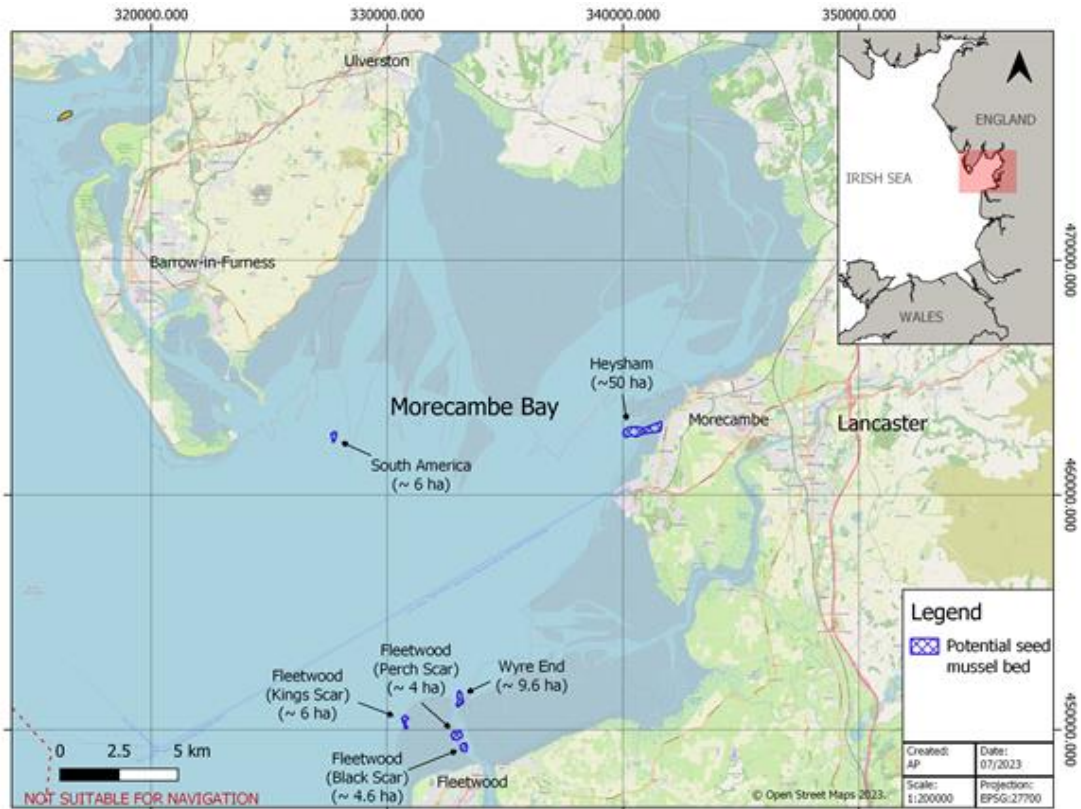 320000.000
330000.000
340000.000
350000.000
Ulverston
ENGLAND
IRISH SEA
WALES
470000.000
Barrow-in-Furness
Heysham
(~50 ha)
Morecambe Bay
Morecambe
Lancaster
South America
(~ 6 ha)
460000.000
Fleetwood
(Perch Scar)
(~ 4 ha)
Fleetwood
(Kings Scar)
(~ 6 ha)
Wyre End
(~ 9.6 ha)
Fleetwood
(Black Scar)
(~ 4.6 ha)
Fleetwood
450000.000
Legend
Potential seed
mussel bed
0 2.5 5 km
NOT SUITABLE FOR NAVIGATION
© Open Street Maps 2023.
Created:
AP
Date:
07/2023
Scale:
1:200000
Projection:
EPSG:27700